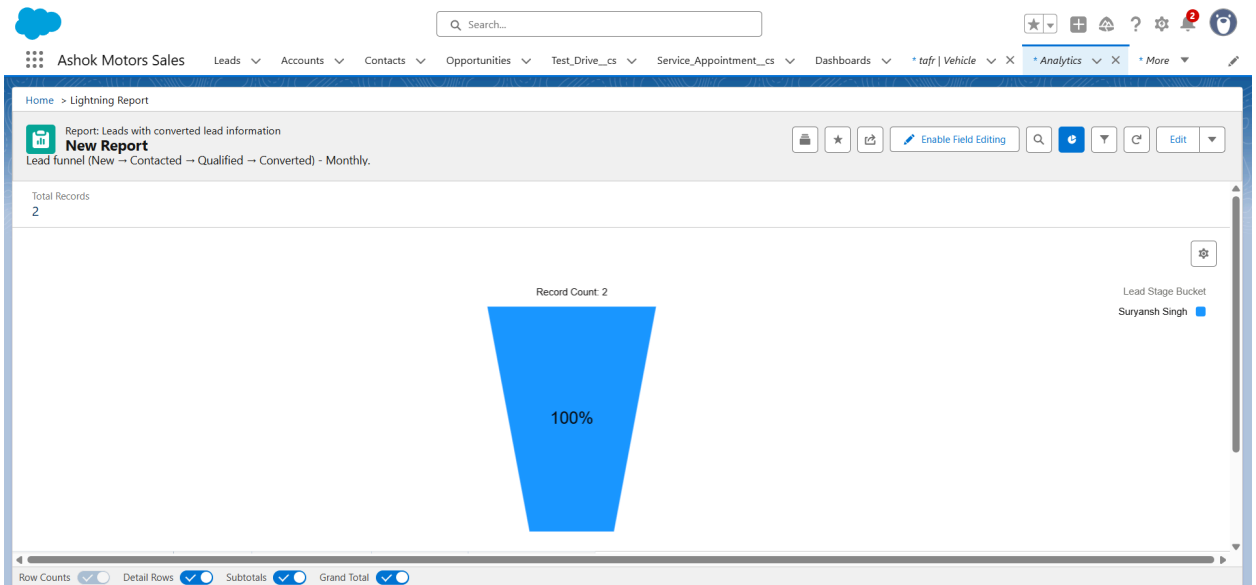 Search...
2
Ashok Motors Sales
Leads
Accounts
Contacts
Opportunities
Test_Drive__cs
Service_Appointment__cs
Dashboards
* tafr | Vehicle
* Analytics
* More
Home > Lightning Report
Report: Leads with converted lead information
New Report
Lead funnel (New → Contacted → Qualified → Converted) - Monthly.
Enable Field Editing
Edit
Total Records
2
Record Count: 2
Lead Stage Bucket
Suryansh Singh
100%
Row Counts
Detail Rows
Subtotals
Grand Total